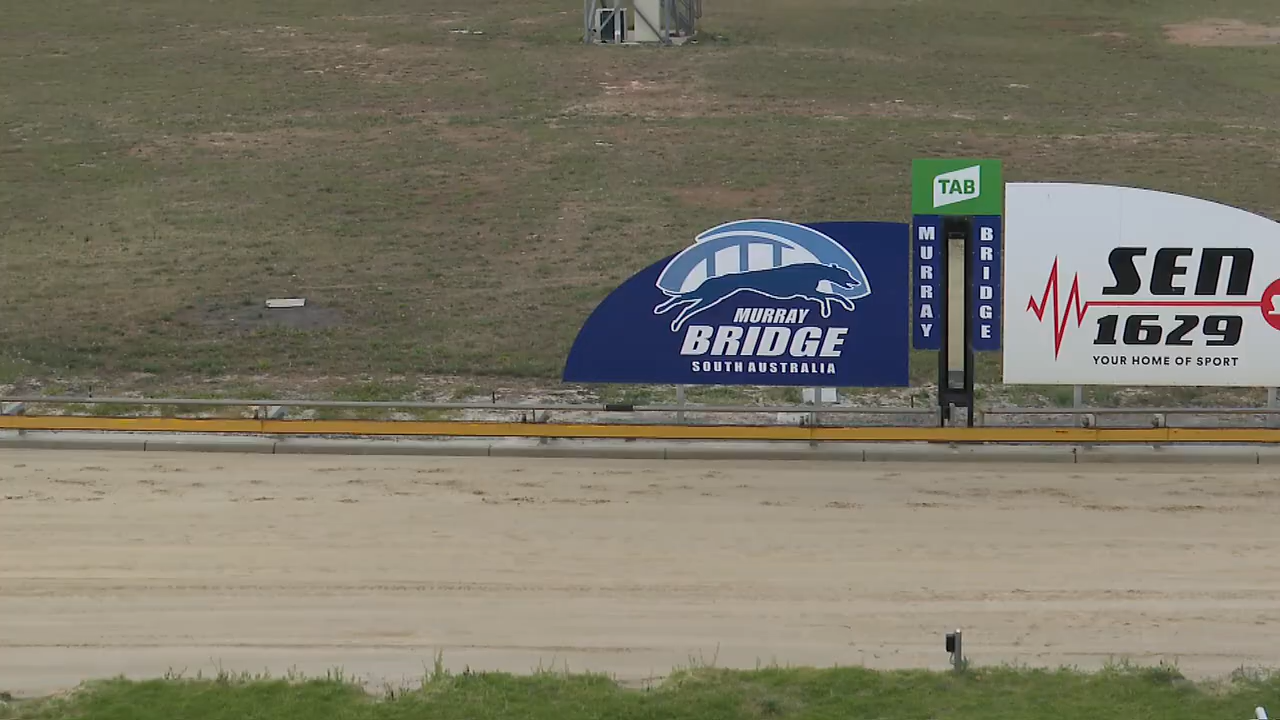 TAB
MURRAY
BRIDGE
MURRAY
BRIDGE
SOUTH AUSTRALIA
SEN
1629
YOUR HOME OF SPORT